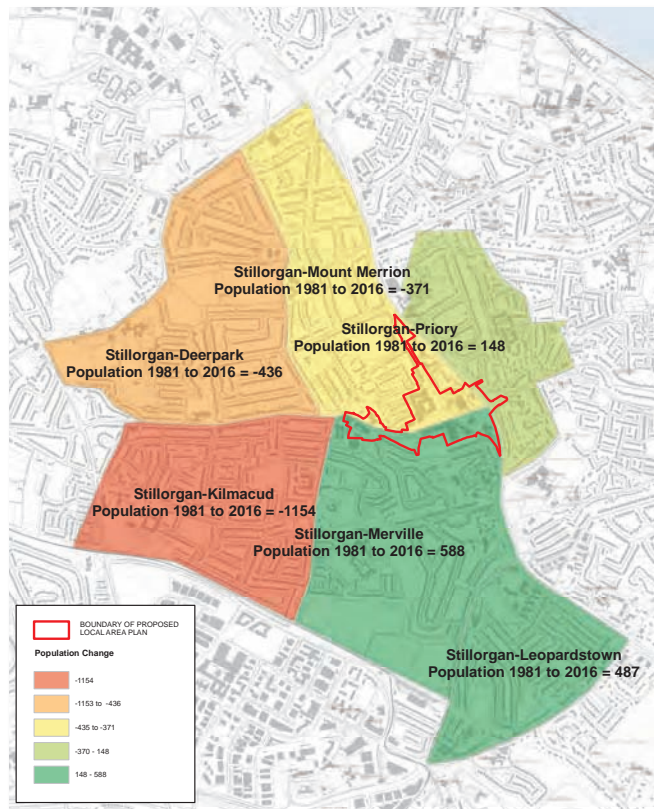 Stillorgan-Mount Merrion
Population 1981 to 2016 = -371
Stillorgan-Priory
Population 1981 to 2016 = 148
Stillorgan-Deerpark
Population 1981 to 2016 = -436
Stillorgan-Kilmacud
Population 1981 to 2016 = -1154
Stillorgan-Merville
Population 1981 to 2016 = 588
Stillorgan-Leopardstown
Population 1981 to 2016 = 487
BOUNDARY OF PROPOSED
LOCAL AREA PLAN
Population Change
-1154
-1153 to -436
-435 to -371
-370 - 148
148 - 588